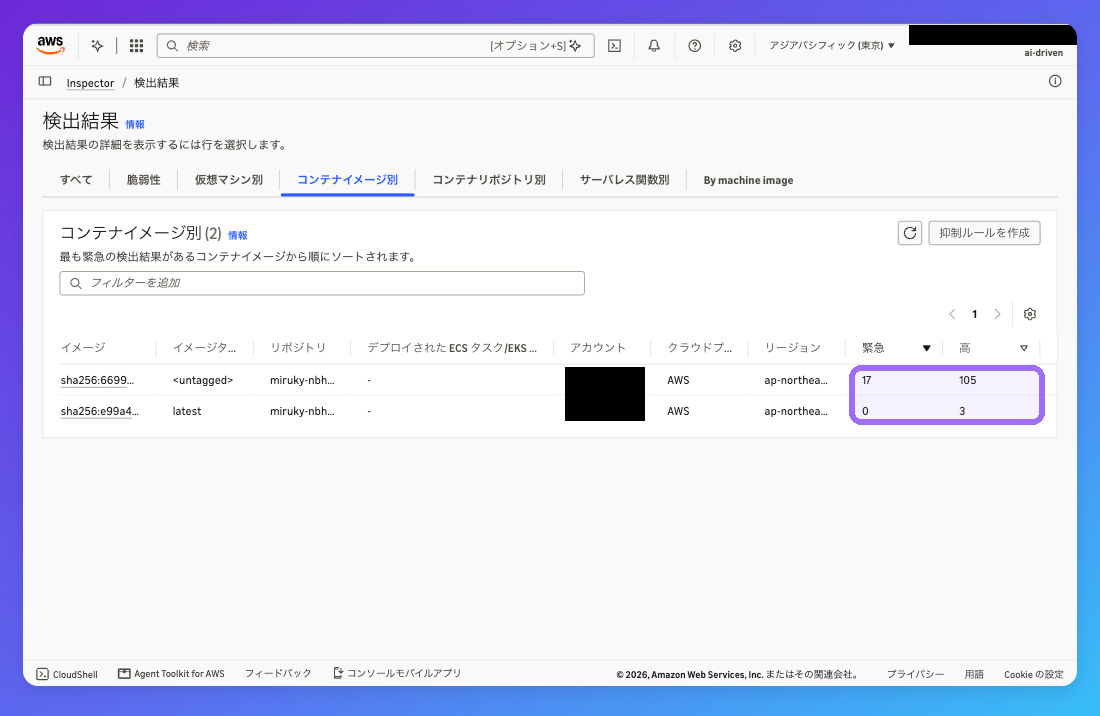 aws
検索 [オプション+S] アジアパシフィック (東京) ▼
ai-driven
Inspector / 検出結果
検出結果 情報
検出結果の詳細を表示するには行を選択します。
すべて 脆弱性 仮想マシン別 コンテナイメージ別 コンテナリポジトリ別 サーバレス関数別 By machine image
コンテナイメージ別 (2) 情報 抑制ルールを作成
最も緊急の検出結果があるコンテナイメージから順にソートされます。
フィルターを追加
1
イメージ イメージタ... リポジトリ デプロイされた ECS タスク/EKS ... アカウント クラウドプ... リージョン 緊急 高
sha256:6699... <untagged> miruky-nbh... - AWS ap-northea... 17 105
sha256:e99a4... latest miruky-nbh... - AWS ap-northea... 0 3
CloudShell Agent Toolkit for AWS フィードバック コンソールモバイルアプリ © 2026, Amazon Web Services, Inc. またはその関連会社。 プライバシー 用語 Cookie の設定